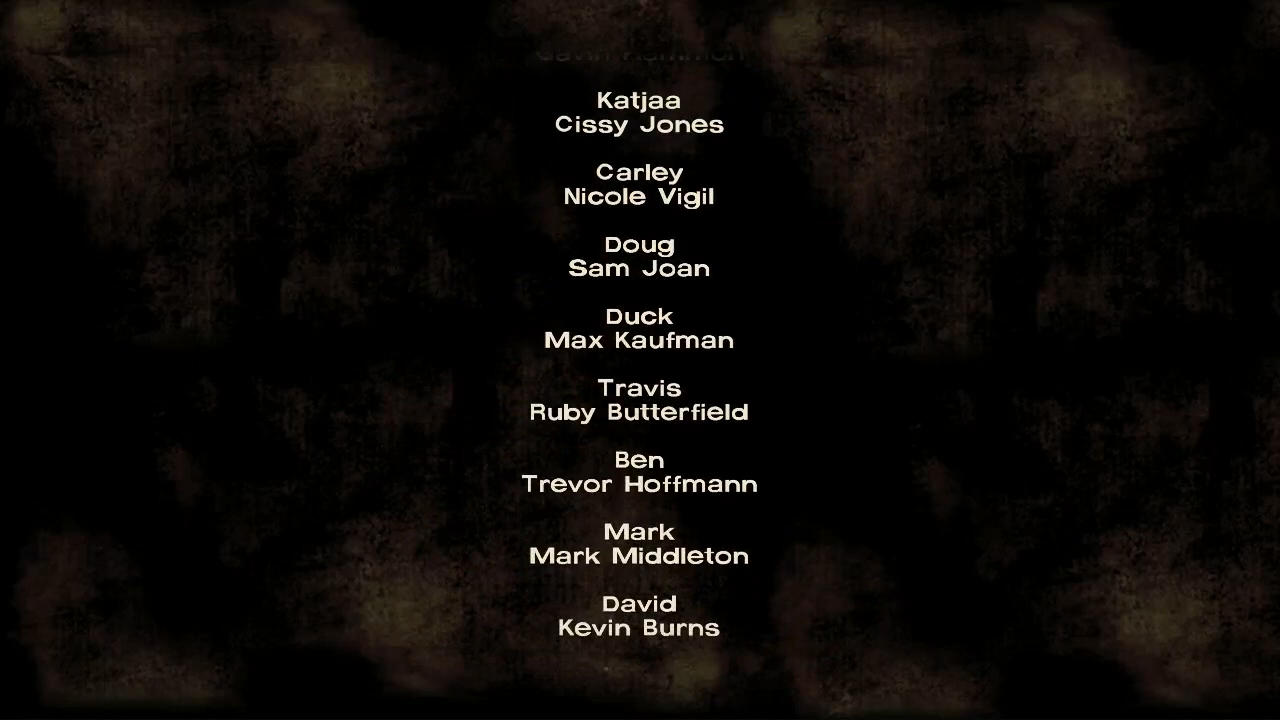 Katjaa
Cissy Jones
Carley
Nicole Vigil
Doug
Sam Joan
Duck
Max Kaufman
Travis
Ruby Butterfield
Ben
Trevor Hoffmann
Mark
Mark Middleton
David
Kevin Burns